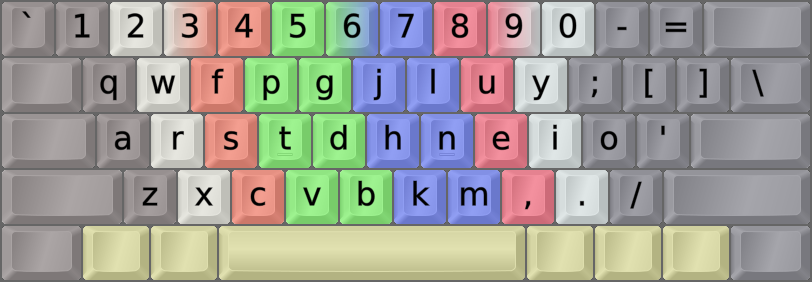 ` 1 2 3 4 5 6 7 8 9 0 - =
q w f p g j l u y ; [ ] \
a r s t d h n e i o '
z x c v b k m , . /